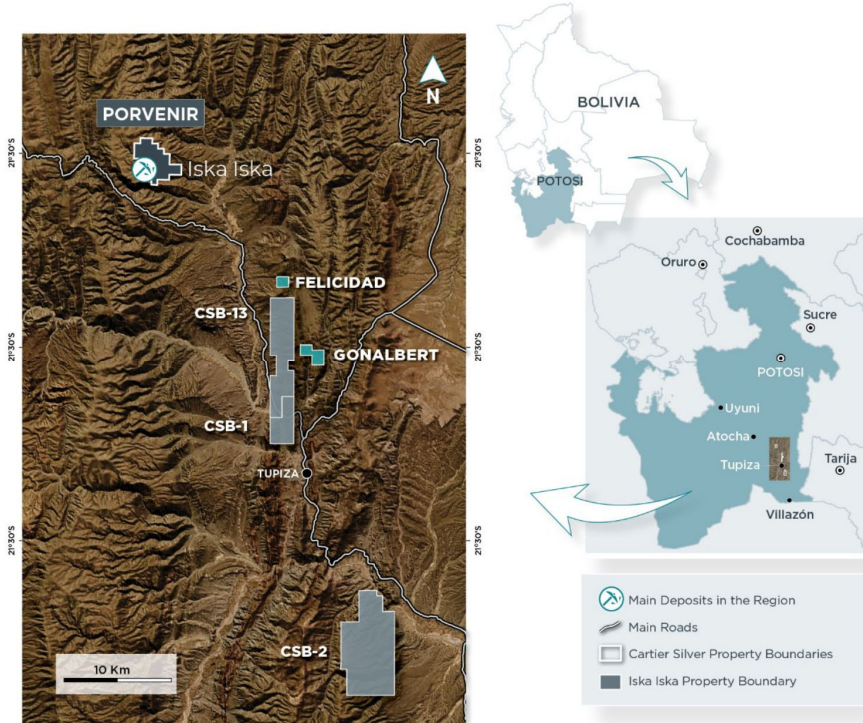 N
PORVENIR
Iska Iska
FELICIDAD
CSB-13
GONALBERT
CSB-1
TUPIZA
CSB-2
10 Km
21°30'S
21°30'S
21°30'S
21°30'S
21°30'S
21°30'S
BOLIVIA
POTOSI
Cochabamba
Oruro
Sucre
POTOSI
Uyuni
Atocha
Tupiza
Tarija
Villazón
Main Deposits in the Region
Main Roads
Cartier Silver Property Boundaries
Iska Iska Property Boundary